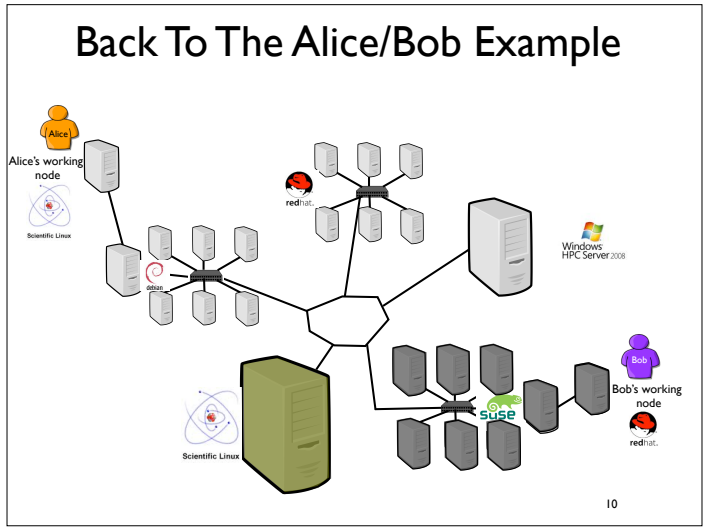 Back To The Alice/Bob Example
Alice
Alice's working
node
Scientific Linux
debian
redhat.
Windows
HPC Server 2008
Scientific Linux
SUSE
Bob
Bob's working
node
redhat.
10